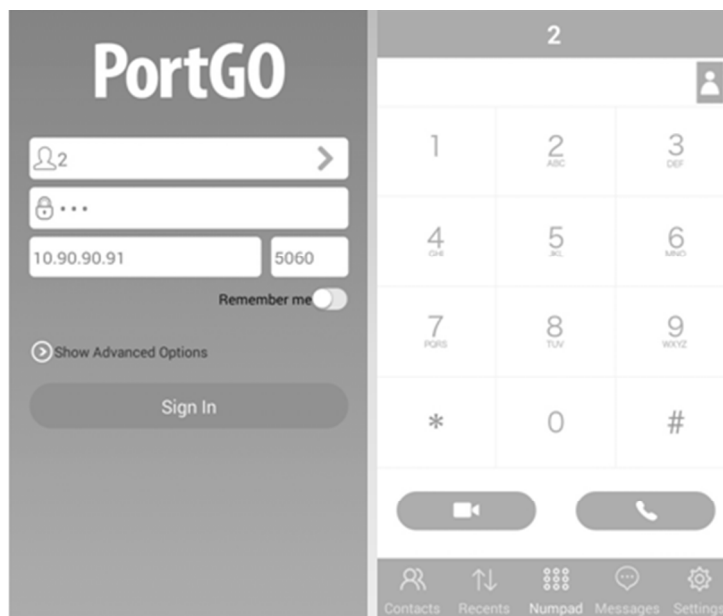 PortGO
2
10.90.90.91 5060
Remember me
Show Advanced Options
Sign In
2
1 2 3
ABC DEF
4 5 6
GHI JKL MNO
7 8 9
PQRS TUV WXYZ
* 0 #
Contacts Recents Numpad Messages Settings